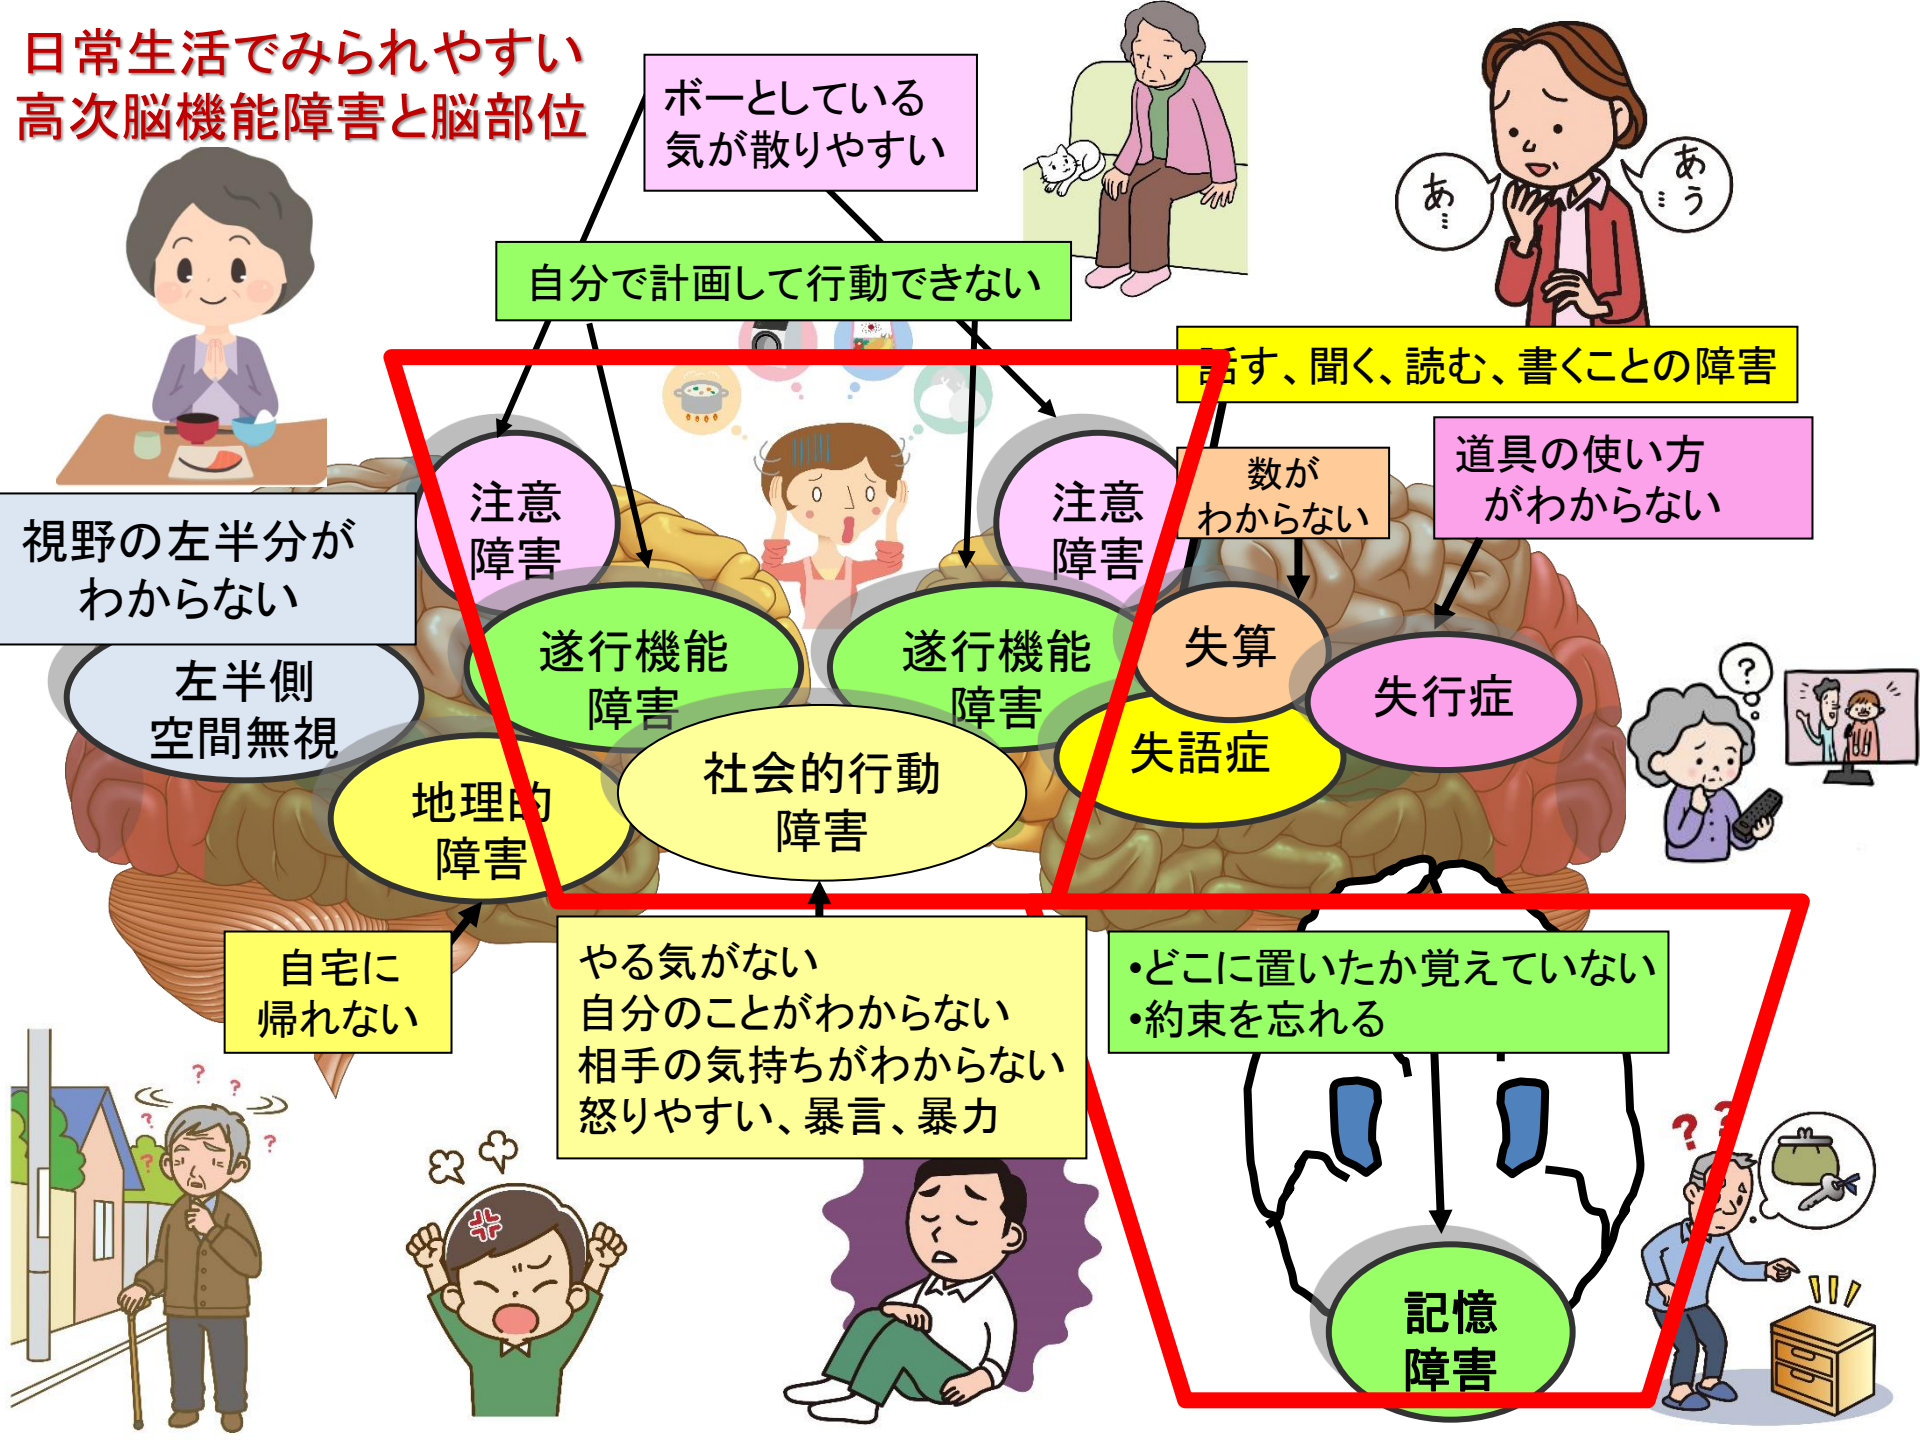 日常生活でみられやすい
高次脳機能障害と脳部位
ボーとしている
気が散りやすい
あ…
あう…
自分で計画して行動できない
話す、聞く、読む、書くことの障害
数が
わからない
道具の使い方
がわからない
視野の左半分が
わからない
注意
障害
注意
障害
遂行機能
障害
遂行機能
障害
失算
失行症
左半側
空間無視
失語症
地理的
障害
社会的行動
障害
?
自宅に
帰れない
やる気がない
自分のことがわからない
相手の気持ちがわからない
怒りやすい、暴言、暴力
•どこに置いたか覚えていない
•約束を忘れる
? ? ? ? ?
? ?
記憶
障害